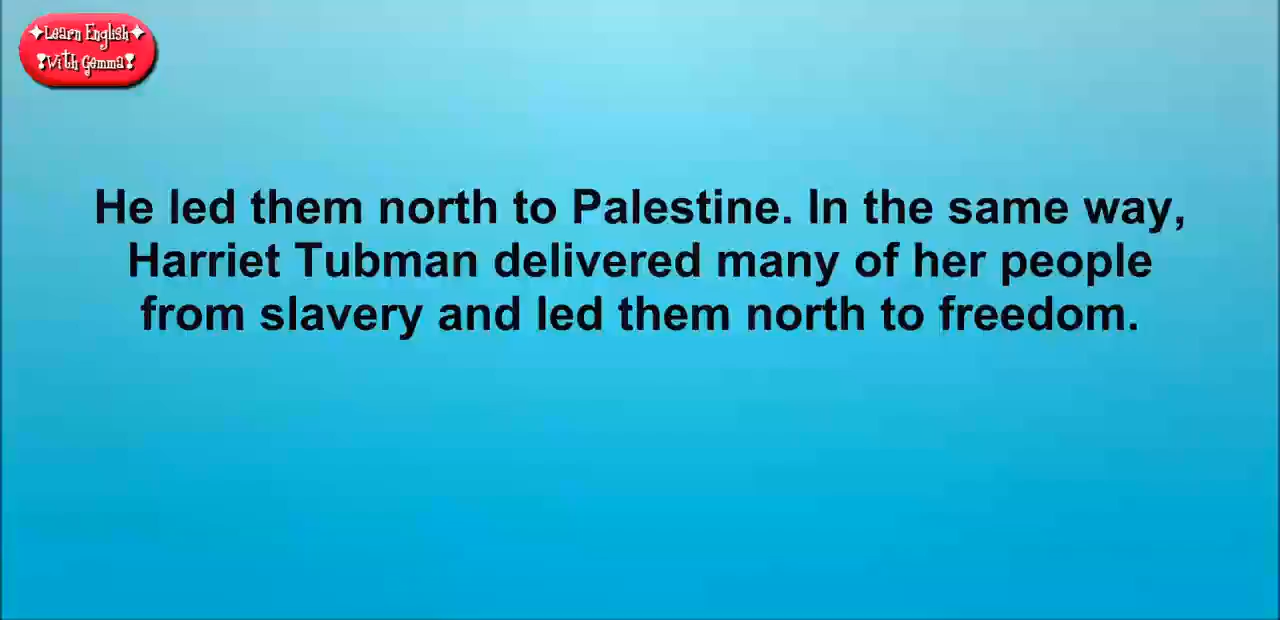 ✦Learn English✦
❣With Gemma❣
He led them north to Palestine. In the same way,
Harriet Tubman delivered many of her people
from slavery and led them north to freedom.